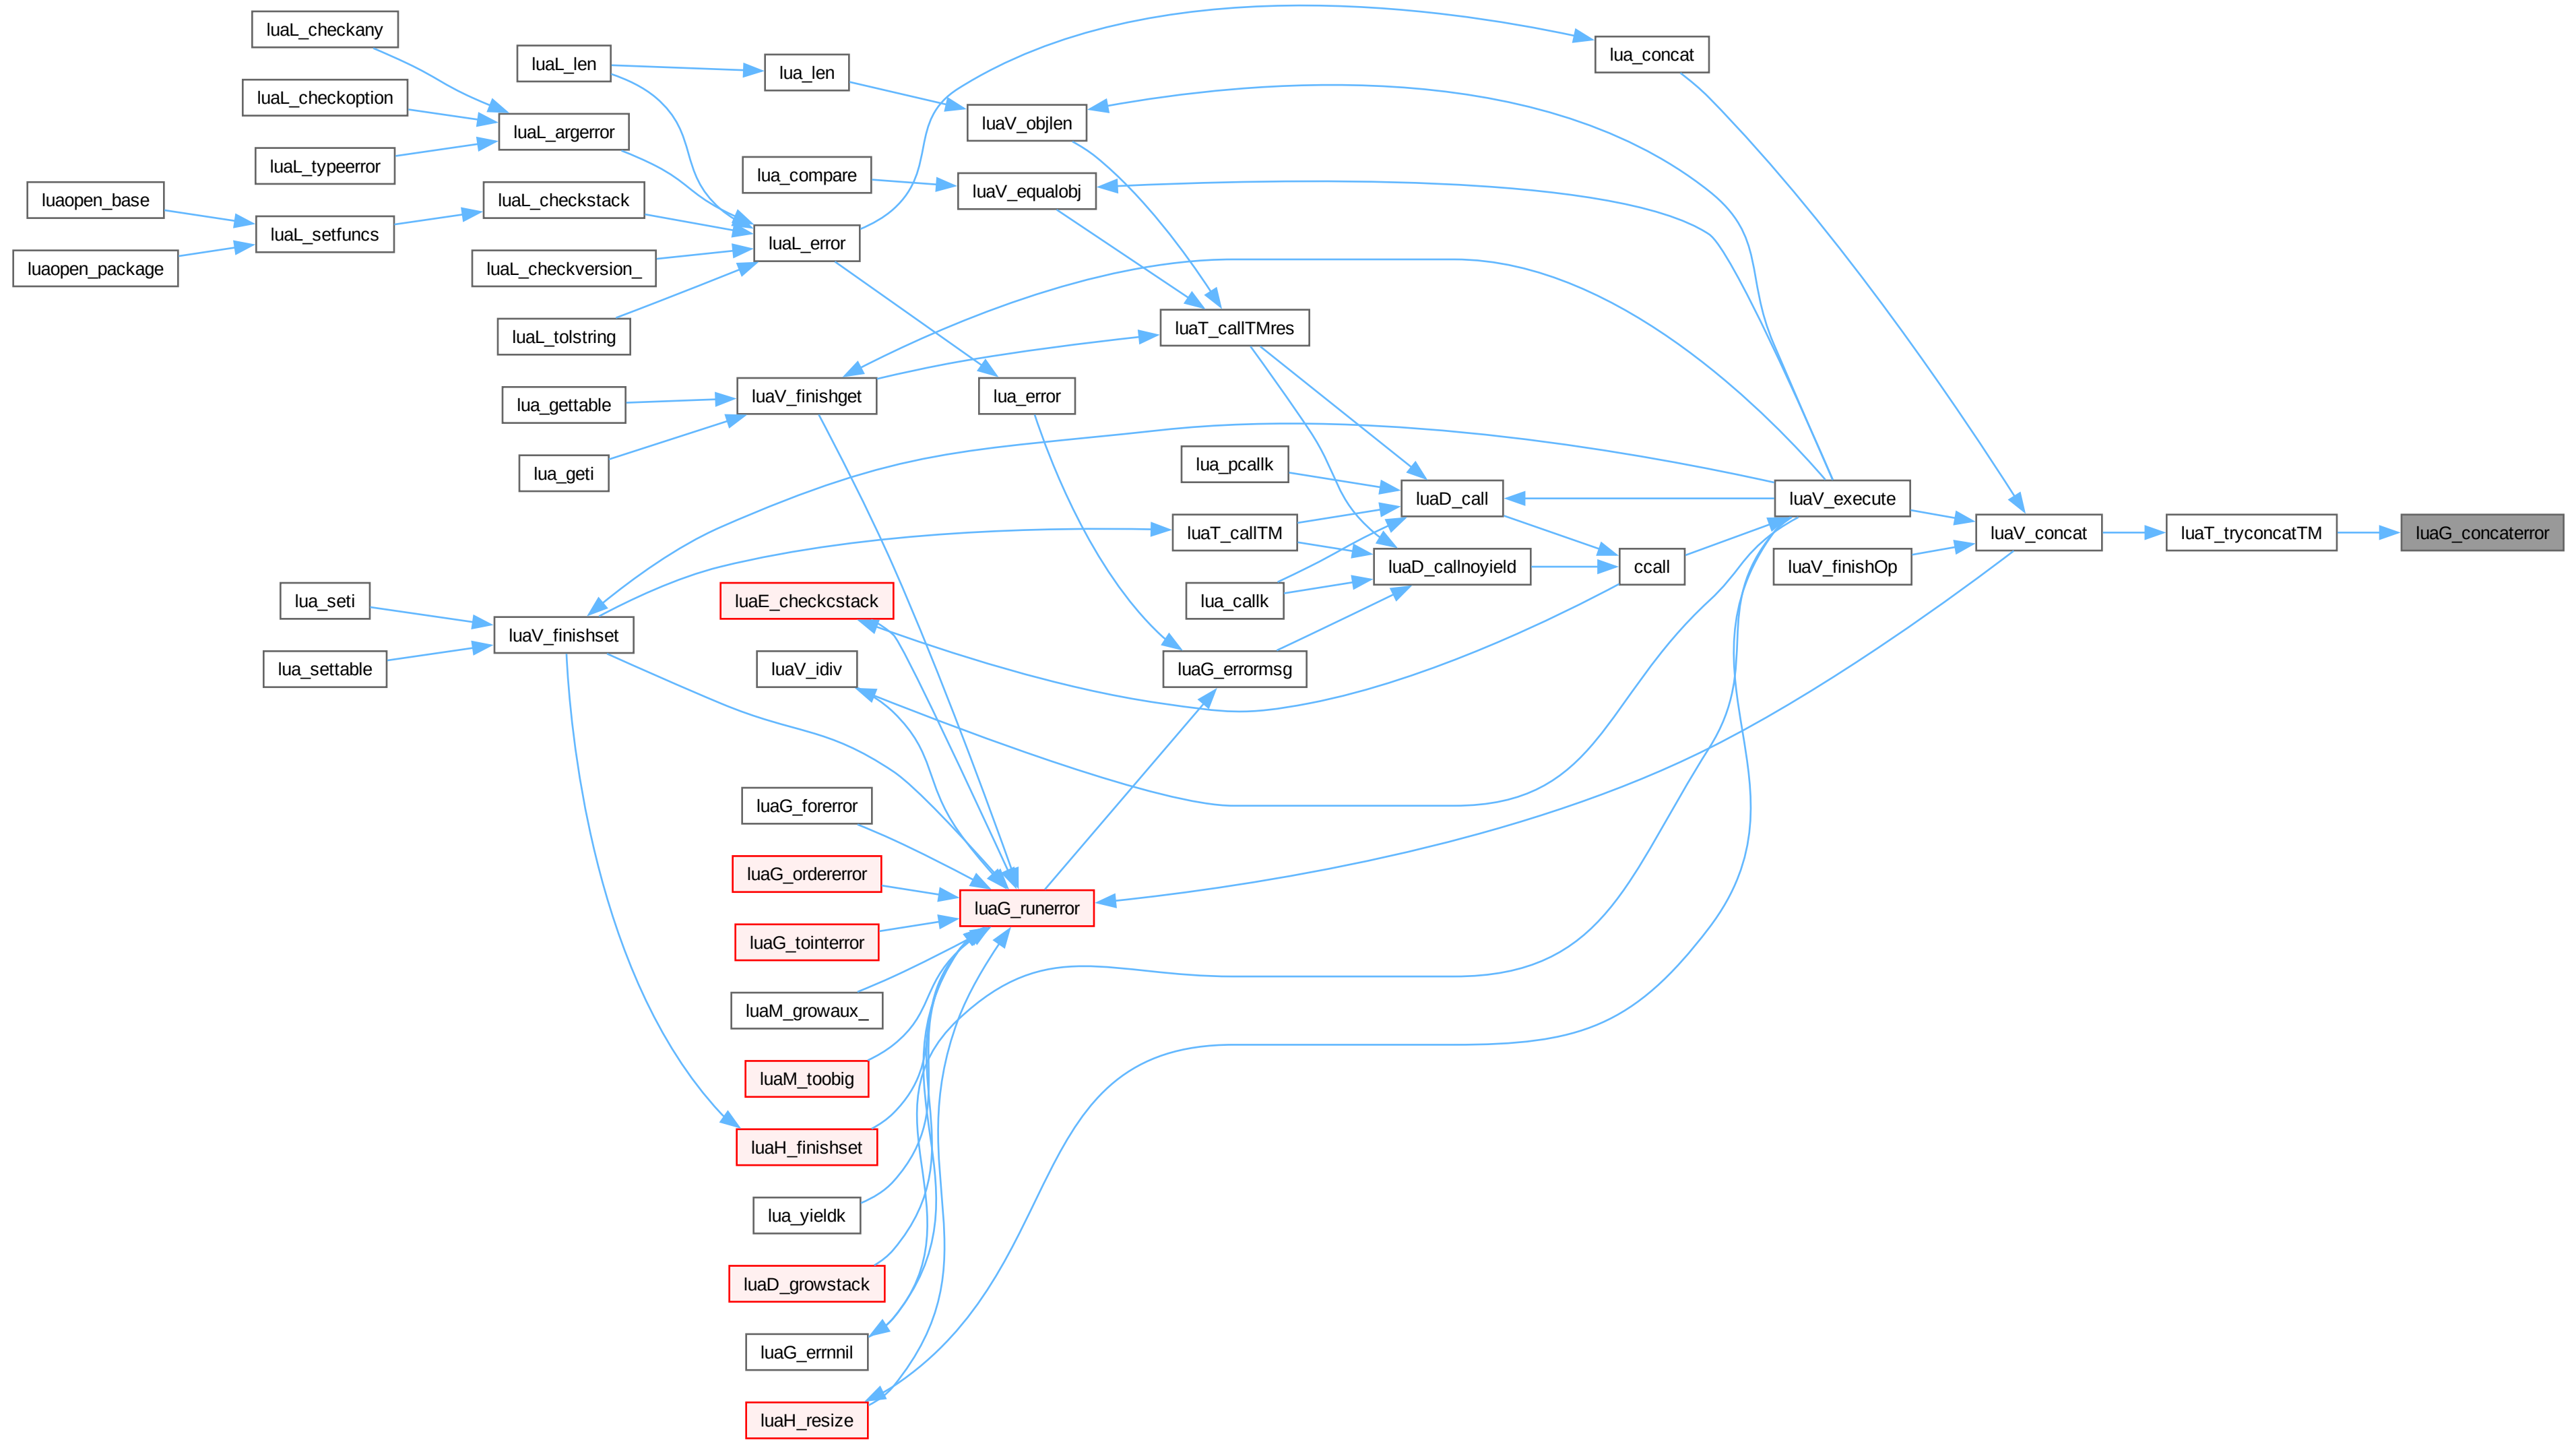 luaL_checkany
lua_concat
luaL_len
lua_len
luaL_checkoption
luaV_objlen
luaL_argerror
luaL_typeerror
lua_compare
luaV_equalobj
luaopen_base
luaL_checkstack
luaL_setfuncs
luaL_error
luaopen_package
luaL_checkversion_
luaT_callTMres
luaL_tolstring
luaV_finishget
lua_error
lua_gettable
lua_pcallk
lua_geti
luaD_call
luaV_execute
luaT_callTM
luaV_concat
luaT_tryconcatTM
luaG_concaterror
luaD_callnoyield
ccall
luaV_finishOp
lua_seti
luaE_checkcstack
lua_callk
luaV_finishset
lua_settable
luaV_idiv
luaG_errormsg
luaG_forerror
luaG_ordererror
luaG_runerror
luaG_tointerror
luaM_growaux_
luaM_toobig
luaH_finishset
lua_yieldk
luaD_growstack
luaG_errnnil
luaH_resize